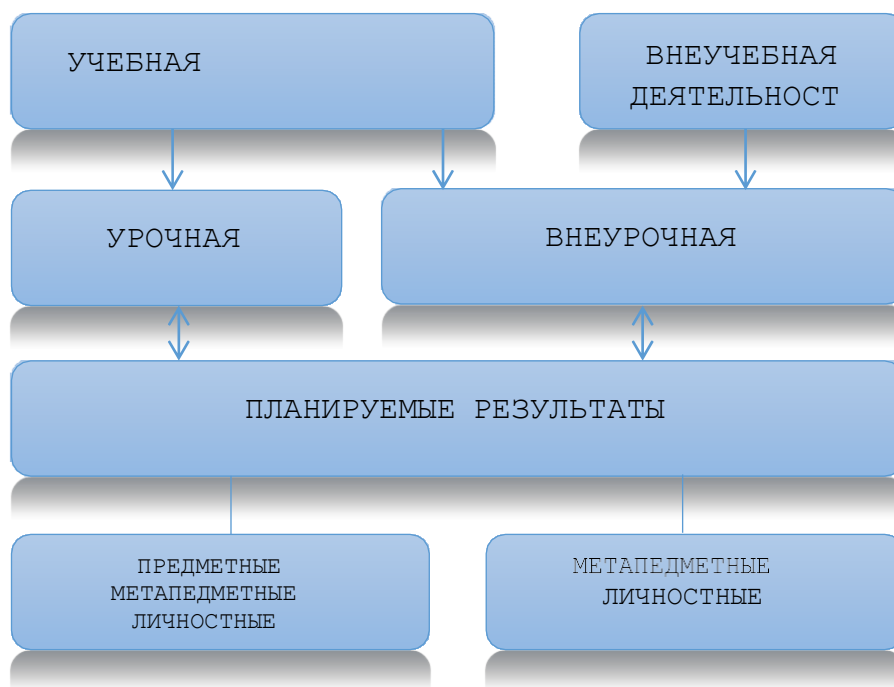 УЧЕБНАЯ
ВНЕУЧЕБНАЯ
ДЕЯТЕЛЬНОСТ
УРОЧНАЯ
ВНЕУРОЧНАЯ
ПЛАНИРУЕМЫЕ РЕЗУЛЬТАТЫ
ПРЕДМЕТНЫЕ
МЕТАПЕДМЕТНЫЕ
ЛИЧНОСТНЫЕ
МЕТАПЕДМЕТНЫЕ
ЛИЧНОСТНЫЕ